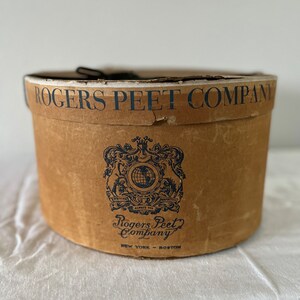 ROGERS PEET COMPANY
Rogers Peet
Company
NEW YORK - BOSTON